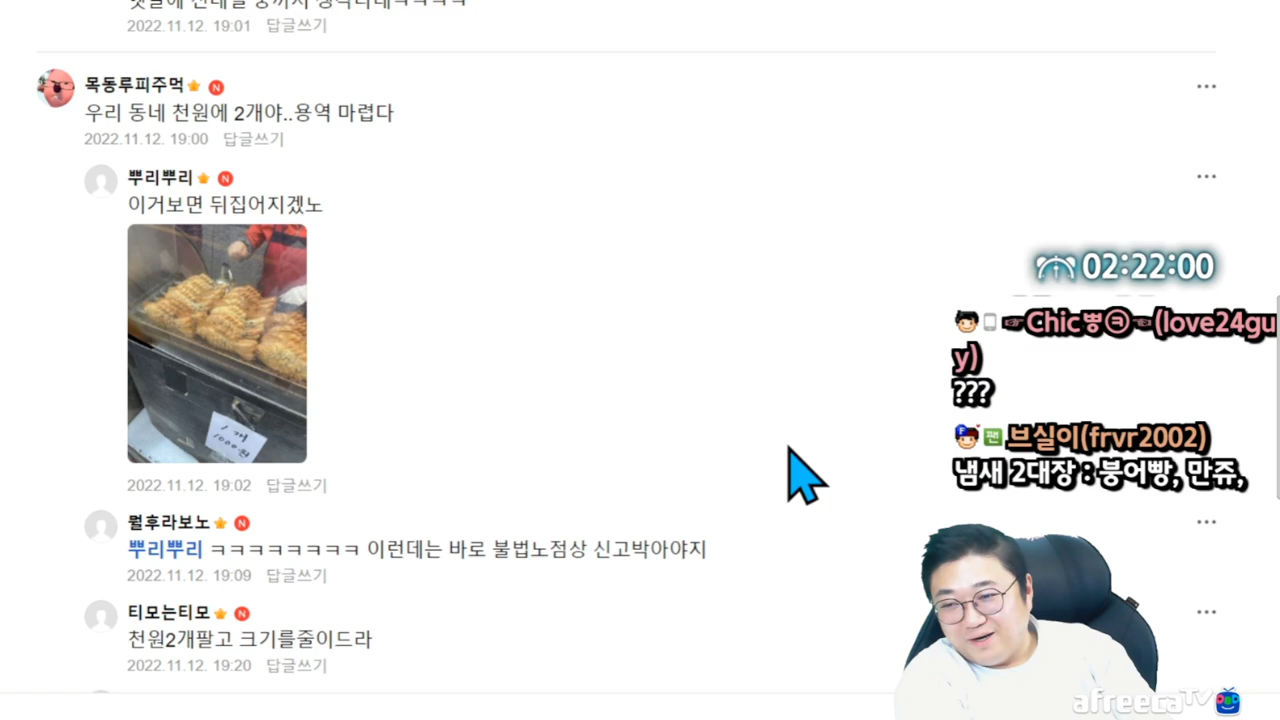 2022.11.12. 19:01 답글쓰기
목동루피주먹 N
우리 동네 천원에 2개야..용역 마렵다
2022.11.12. 19:00 답글쓰기
뿌리뿌리 N
이거보면 뒤집어지겠노
1개
1000원
2022.11.12. 19:02 답글쓰기
뭘후라보노 N
뿌리뿌리 ㅋㅋㅋㅋㅋㅋㅋㅋ 이런데는 바로 불법노점상 신고박아야지
2022.11.12. 19:09 답글쓰기
티모는티모 N
천원2개팔고 크기를줄이드라
2022.11.12. 19:20 답글쓰기
02:22:00
☞Chic뿅㉪☜(love24gu
y)
???
팬 브실이(frvr2002)
냄새 2대장 : 붕어빵, 만쥬,
afreecaTV